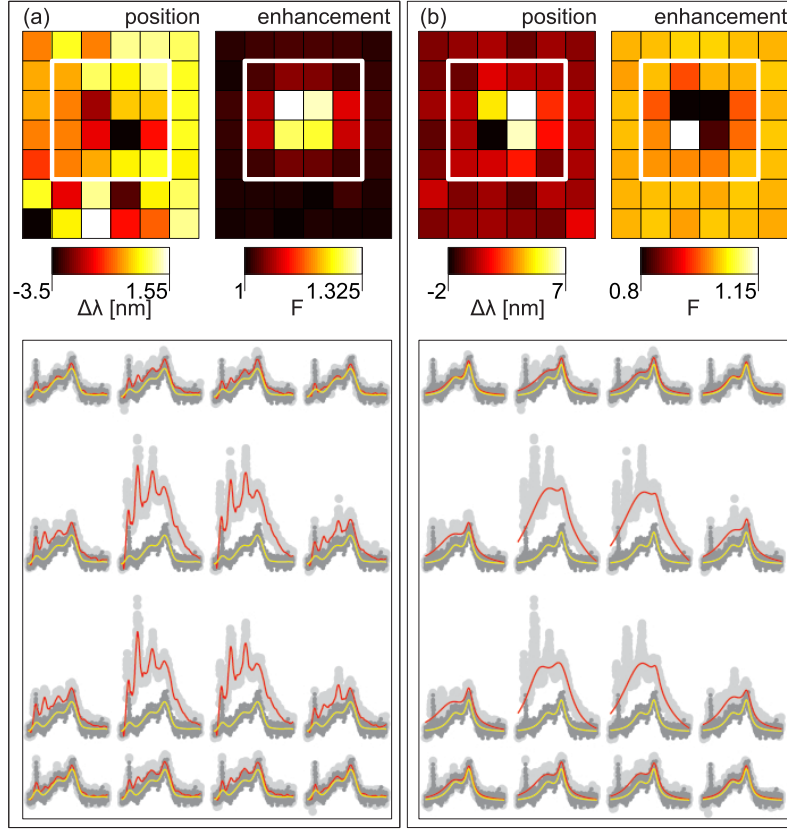 (a) position enhancement
(b) position enhancement
-3.5 1.55 1 1.325
Δλ [nm] F
-2 7 0.8 1.15
Δλ [nm] F